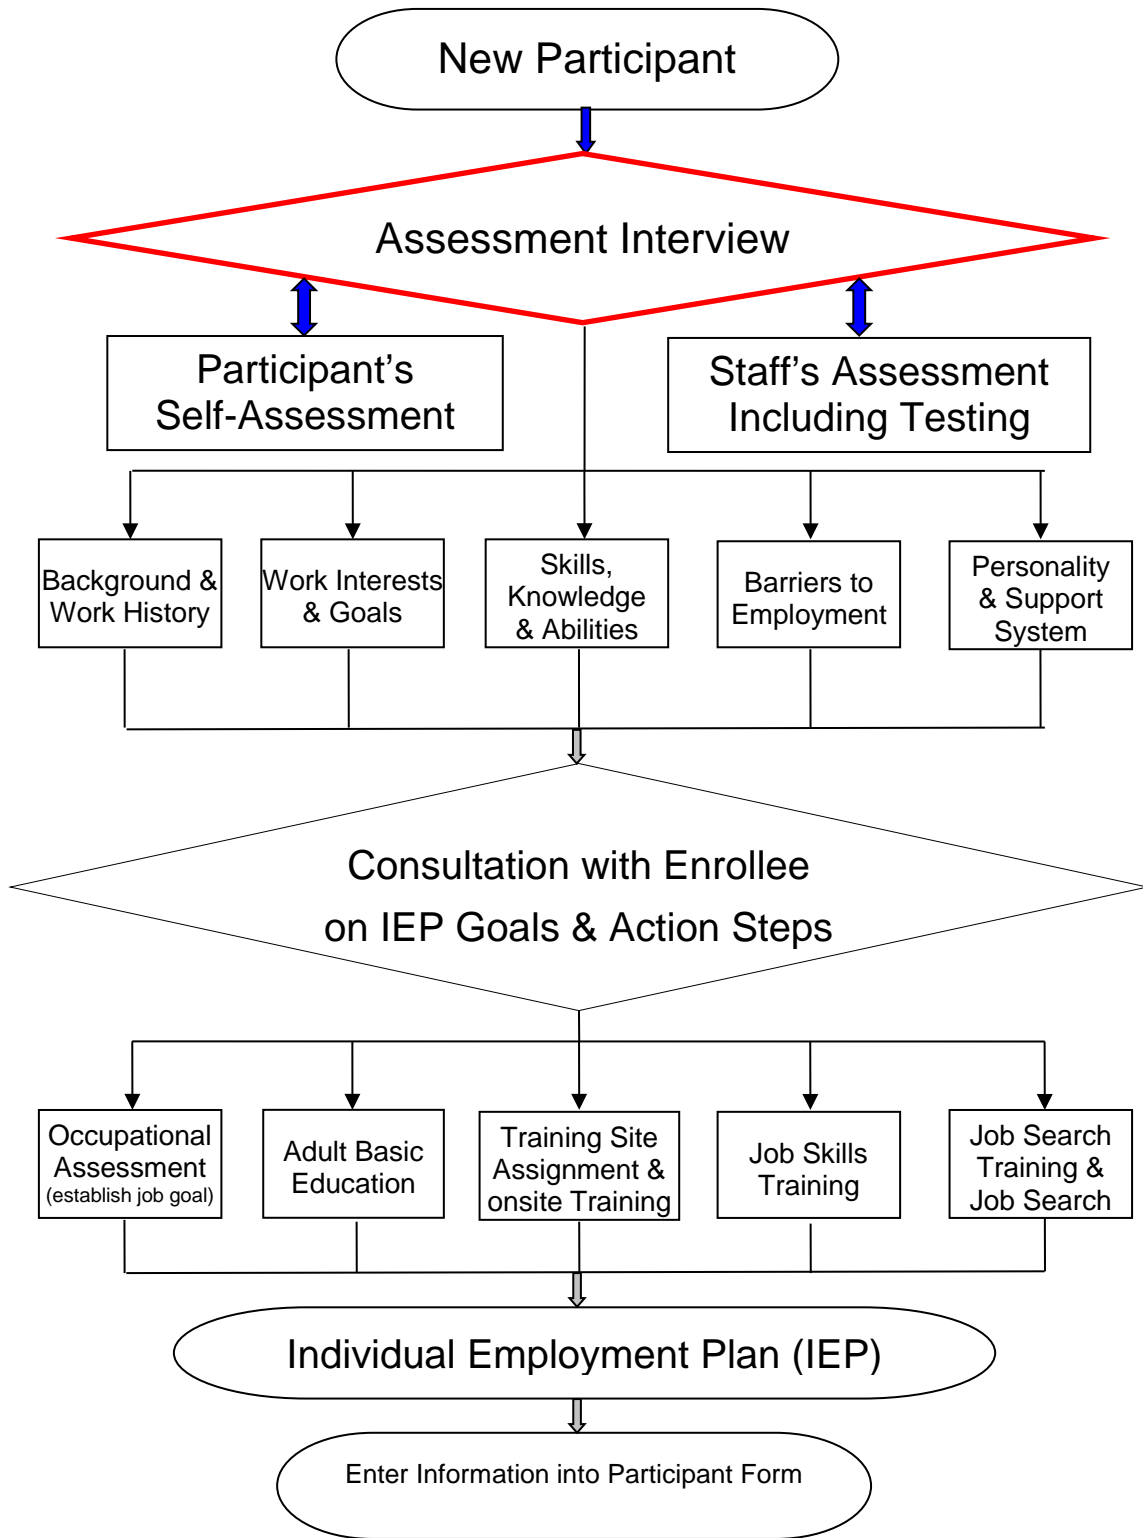 New Participant
Assessment Interview
Participant's
Self-Assessment
Staff's Assessment
Including Testing
Background &
Work History
Work Interests
& Goals
Skills,
Knowledge
& Abilities
Barriers to
Employment
Personality
& Support
System
Consultation with Enrollee
on IEP Goals & Action Steps
Occupational
Assessment
(establish job goal)
Adult Basic
Education
Training Site
Assignment &
onsite Training
Job Skills
Training
Job Search
Training &
Job Search
Individual Employment Plan (IEP)
Enter Information into Participant Form